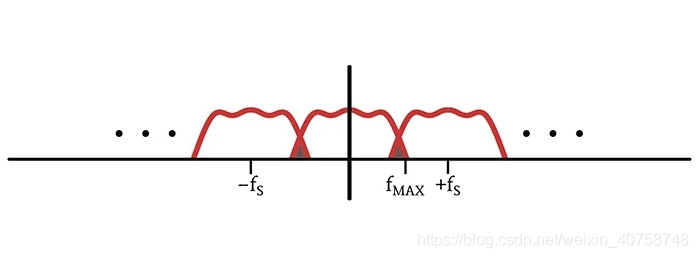 −fS fMAX +fS
https://blog.csdn.net/weixin_40758748